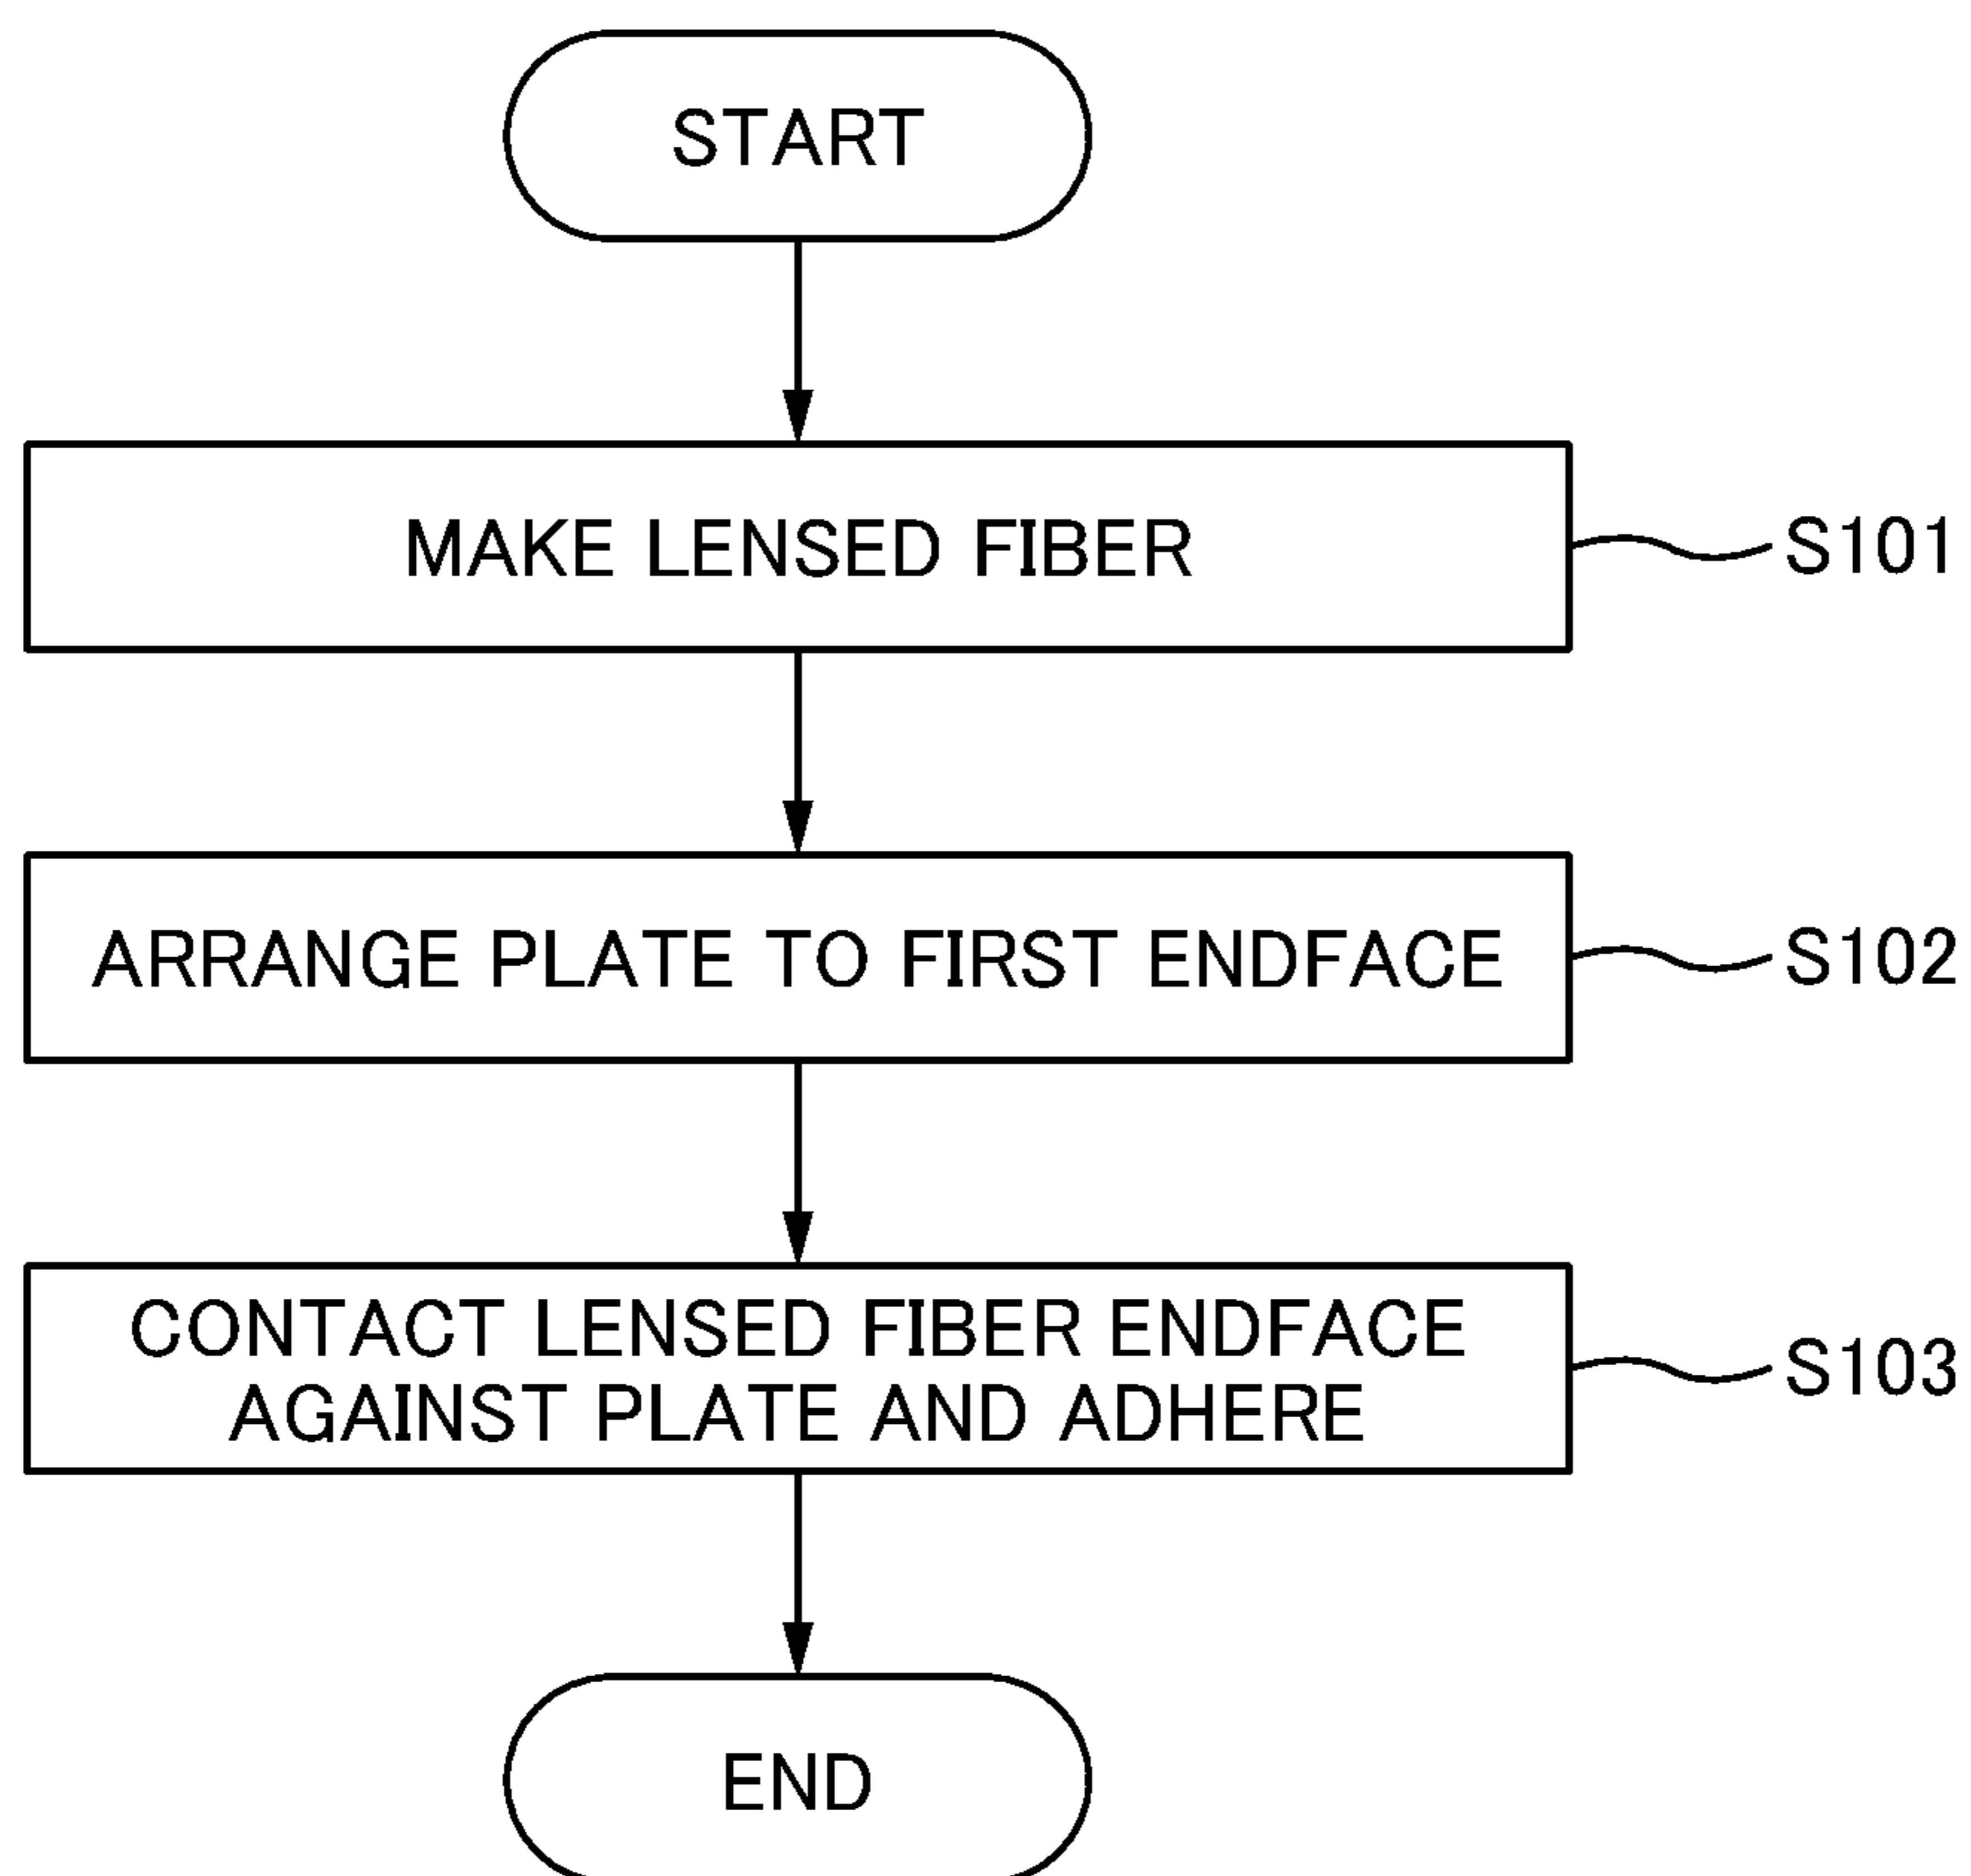 START
MAKE LENSED FIBER
S101
ARRANGE PLATE TO FIRST ENDFACE
S102
CONTACT LENSED FIBER ENDFACE
AGAINST PLATE AND ADHERE
S103
END